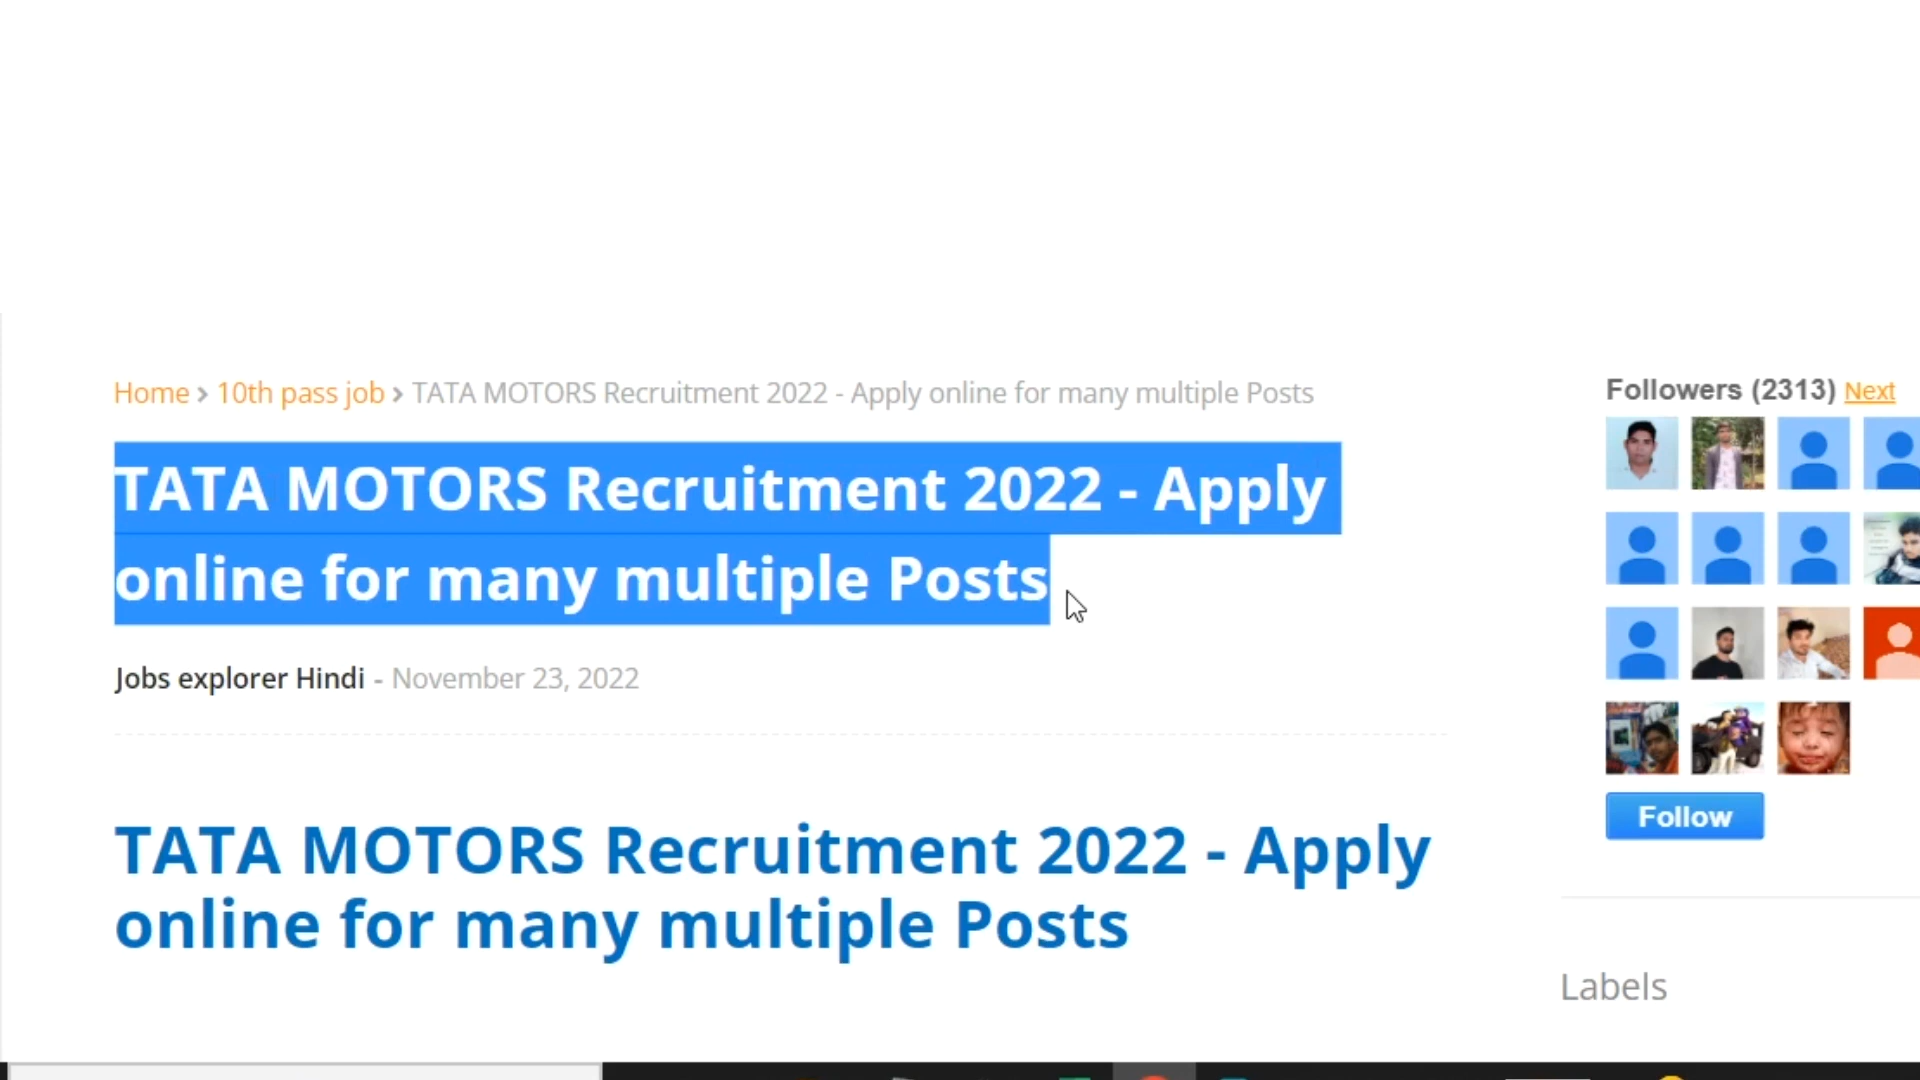 Home > 10th pass job > TATA MOTORS Recruitment 2022 - Apply online for many multiple Posts
TATA MOTORS Recruitment 2022 - Apply
online for many multiple Posts
Jobs explorer Hindi - November 23, 2022
TATA MOTORS Recruitment 2022 - Apply
online for many multiple Posts
Followers (2313) Next
Follow
Labels